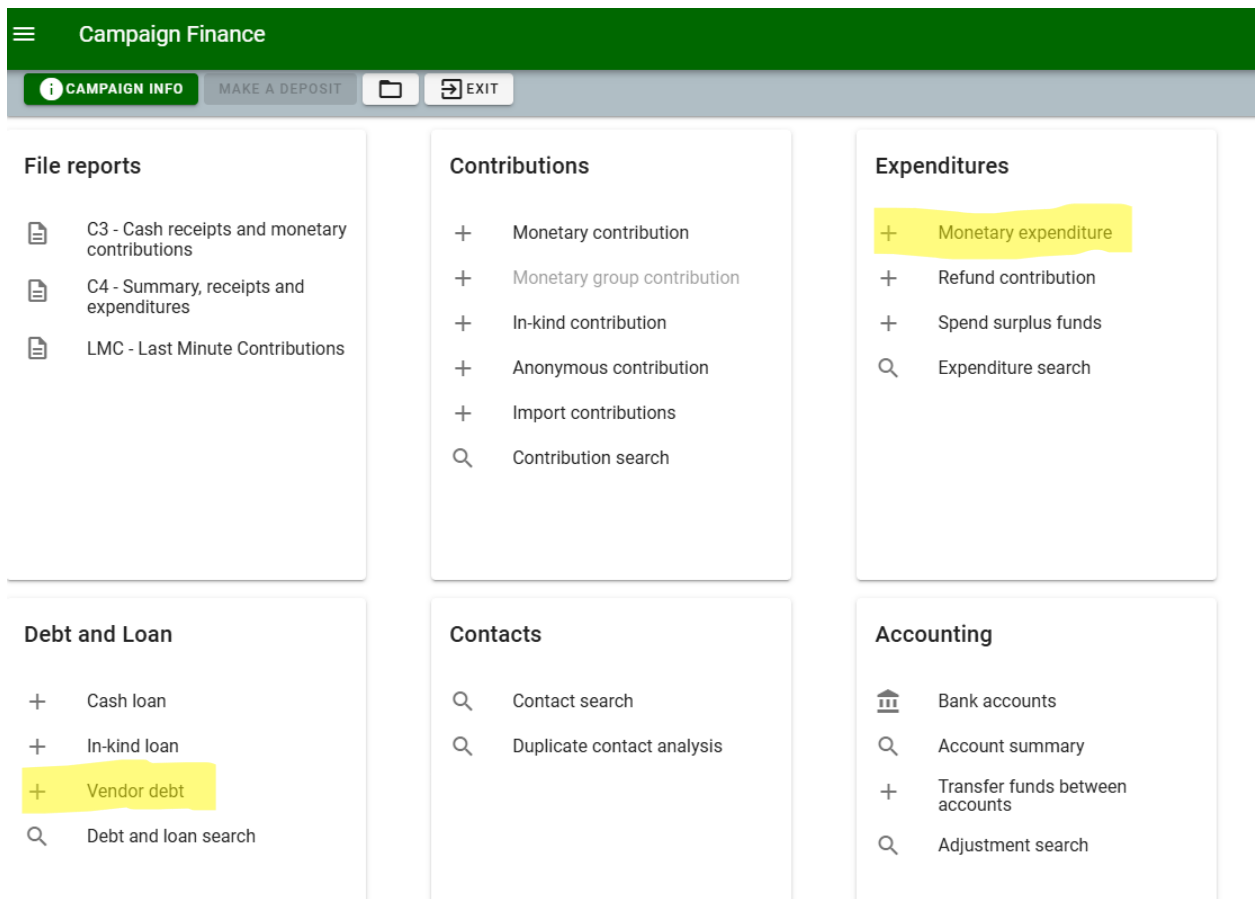 Campaign Finance
CAMPAIGN INFO MAKE A DEPOSIT EXIT
File reports
C3 - Cash receipts and monetary
contributions
C4 - Summary, receipts and
expenditures
LMC - Last Minute Contributions
Contributions
Monetary contribution
Monetary group contribution
In-kind contribution
Anonymous contribution
Import contributions
Contribution search
Expenditures
Monetary expenditure
Refund contribution
Spend surplus funds
Expenditure search
Debt and Loan
Cash loan
In-kind loan
Vendor debt
Debt and loan search
Contacts
Contact search
Duplicate contact analysis
Accounting
Bank accounts
Account summary
Transfer funds between
accounts
Adjustment search